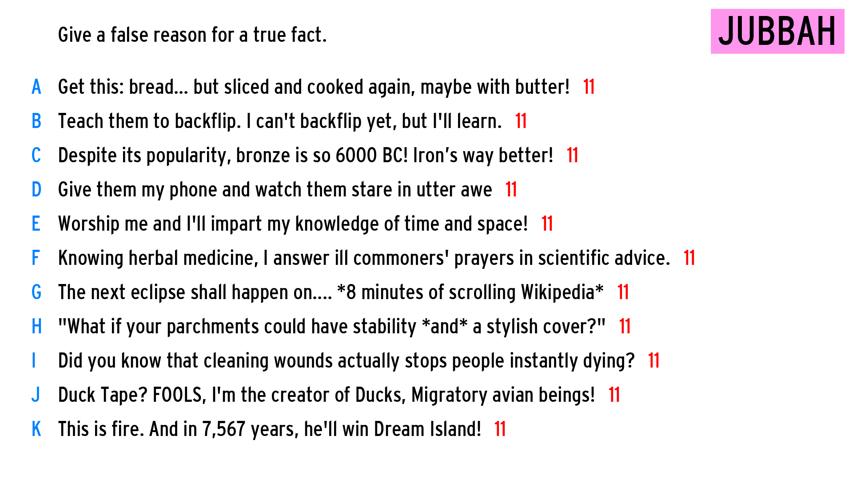 Give a false reason for a true fact.
JUBBAH
A Get this: bread... but sliced and cooked again, maybe with butter! 11
B Teach them to backflip. I can't backflip yet, but I'll learn. 11
C Despite its popularity, bronze is so 6000 BC! Iron's way better! 11
D Give them my phone and watch them stare in utter awe 11
E Worship me and I'll impart my knowledge of time and space! 11
F Knowing herbal medicine, I answer ill commoners' prayers in scientific advice. 11
G The next eclipse shall happen on.... *8 minutes of scrolling Wikipedia* 11
H "What if your parchments could have stability *and* a stylish cover?" 11
I Did you know that cleaning wounds actually stops people instantly dying? 11
J Duck Tape? FOOLS, I'm the creator of Ducks, Migratory avian beings! 11
K This is fire. And in 7,567 years, he'll win Dream Island! 11